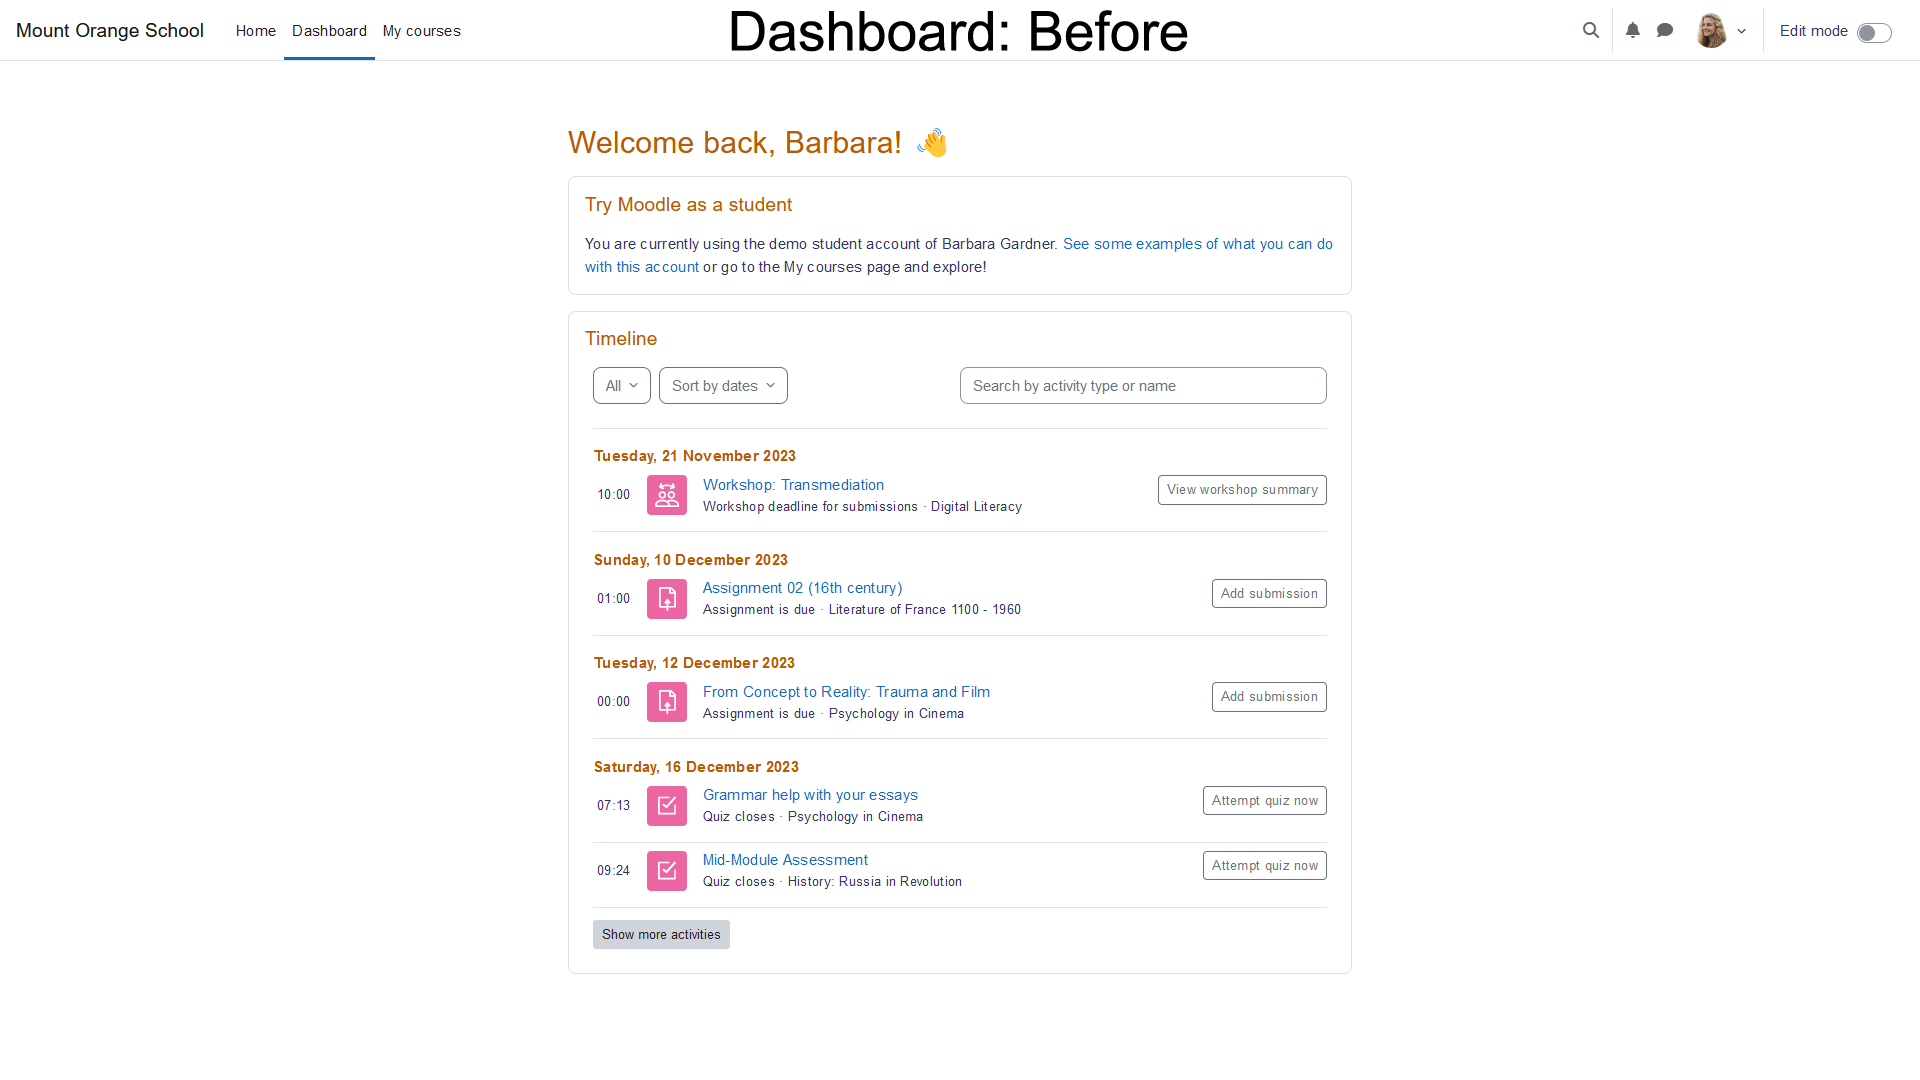 Mount Orange School
Home
Dashboard
My courses
Dashboard: Before
Edit mode
Welcome back, Barbara! 👋
Try Moodle as a student
You are currently using the demo student account of Barbara Gardner. See some examples of what you can do
with this account or go to the My courses page and explore!
Timeline
All
Sort by dates
Search by activity type or name
Tuesday, 21 November 2023
10:00
Workshop: Transmediation
Workshop deadline for submissions · Digital Literacy
View workshop summary
Sunday, 10 December 2023
01:00
Assignment 02 (16th century)
Assignment is due · Literature of France 1100 - 1960
Add submission
Tuesday, 12 December 2023
00:00
From Concept to Reality: Trauma and Film
Assignment is due · Psychology in Cinema
Add submission
Saturday, 16 December 2023
07:13
Grammar help with your essays
Quiz closes · Psychology in Cinema
Attempt quiz now
09:24
Mid-Module Assessment
Quiz closes · History: Russia in Revolution
Attempt quiz now
Show more activities